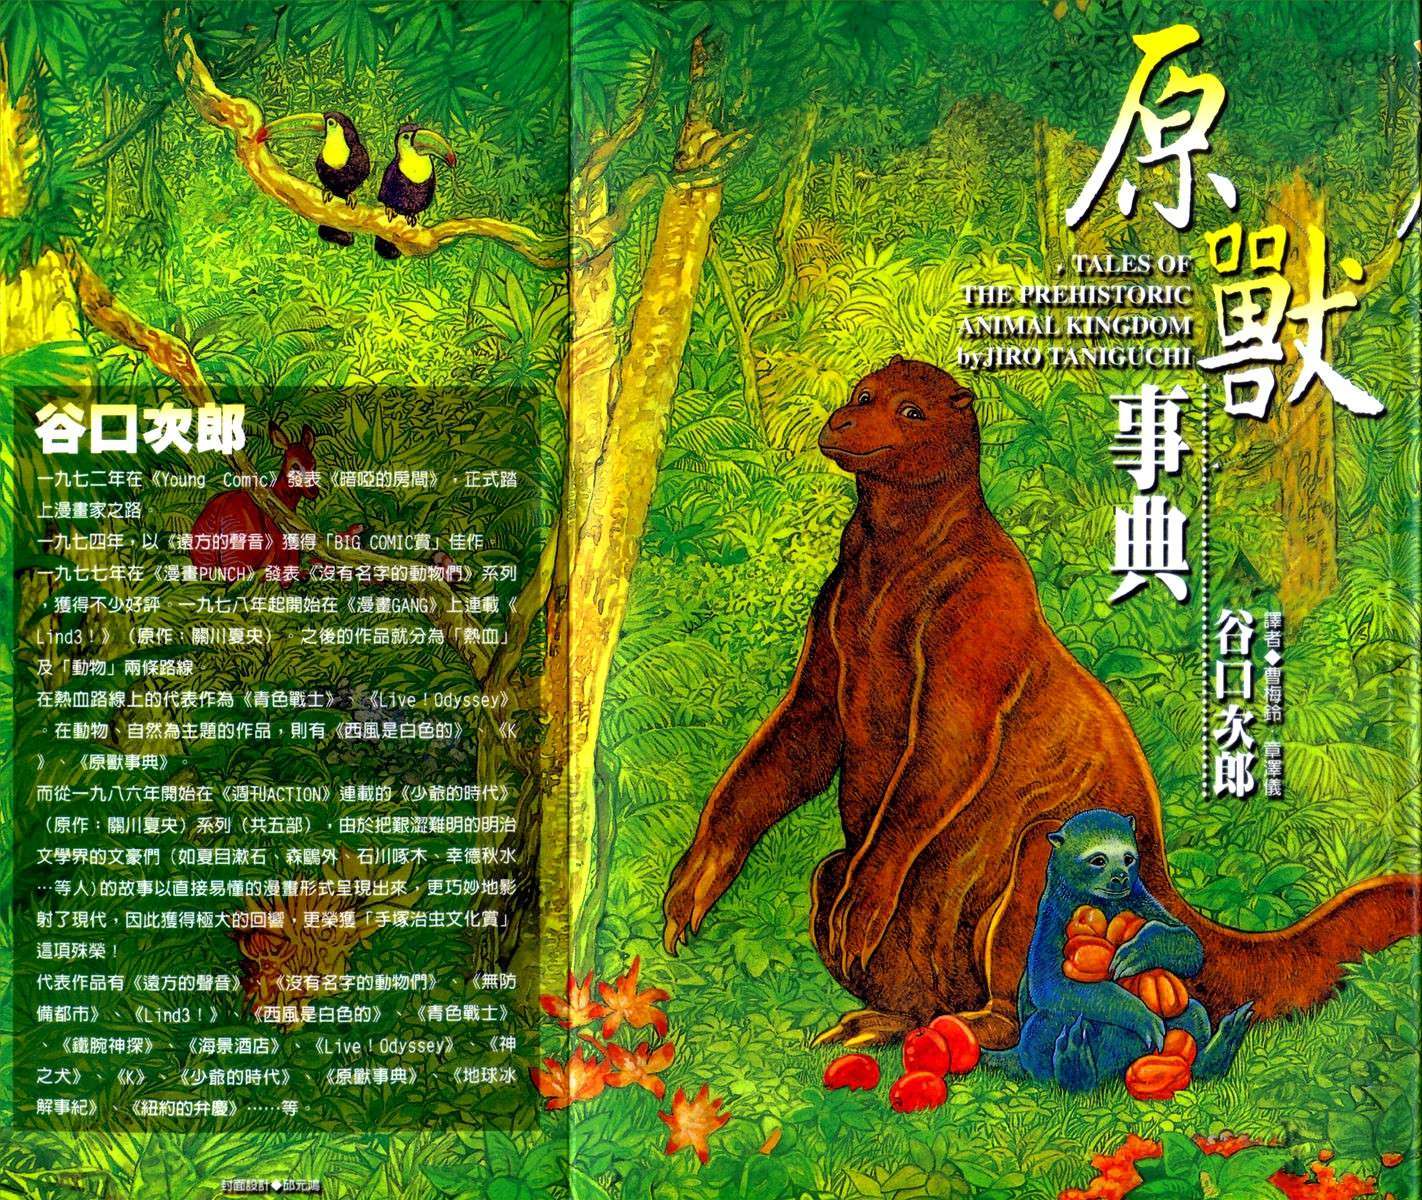 原獸
TALES OF
THE PREHISTORIC
ANIMAL KINGDOM
by JIRO TANIGUCHI
事典
谷口次郎
譯者◆曹梅鈴．章澤儀
谷口次郎
一九七二年在《Young Comic》發表《暗啞的房間》，正式踏
上漫畫家之路。
一九七四年，以《遠方的聲音》獲得「BIG COMIC賞」佳作。
一九七七年在《漫畫PUNCH》發表《沒有名字的動物們》系列
，獲得不少好評。一九七八年起開始在《漫畫GANG》上連載《
Lind3！》（原作：關川夏央）。之後的作品就分為「熱血」
及「動物」兩條路線。
在熱血路線上的代表作為《青色戰士》、《Live！Odyssey》
。在動物、自然為主題的作品，則有《西風是白色的》、《K
》、《原獸事典》。
而從一九八六年開始在《週刊ACTION》連載的《少爺的時代》
（原作：關川夏央）系列（共五部），由於把艱澀難明的明治
文學界的文豪們（如夏目漱石、森鷗外、石川啄木、幸德秋水
…等人)的故事以直接易懂的漫畫形式呈現出來，更巧妙地影
射了現代，因此獲得極大的回響，更榮獲「手塚治虫文化賞」
這項殊榮！
代表作品有《遠方的聲音》、《沒有名字的動物們》、《無防
備都市》、《Lind3！》、《西風是白色的》、《青色戰士》
、《鐵腕神探》、《海景酒店》、《Live！Odyssey》、《神
之犬》、《K》、《少爺的時代》、《原獸事典》、《地球冰
解事紀》、《紐約的弁慶》……等。
封面設計◆邱元鴻